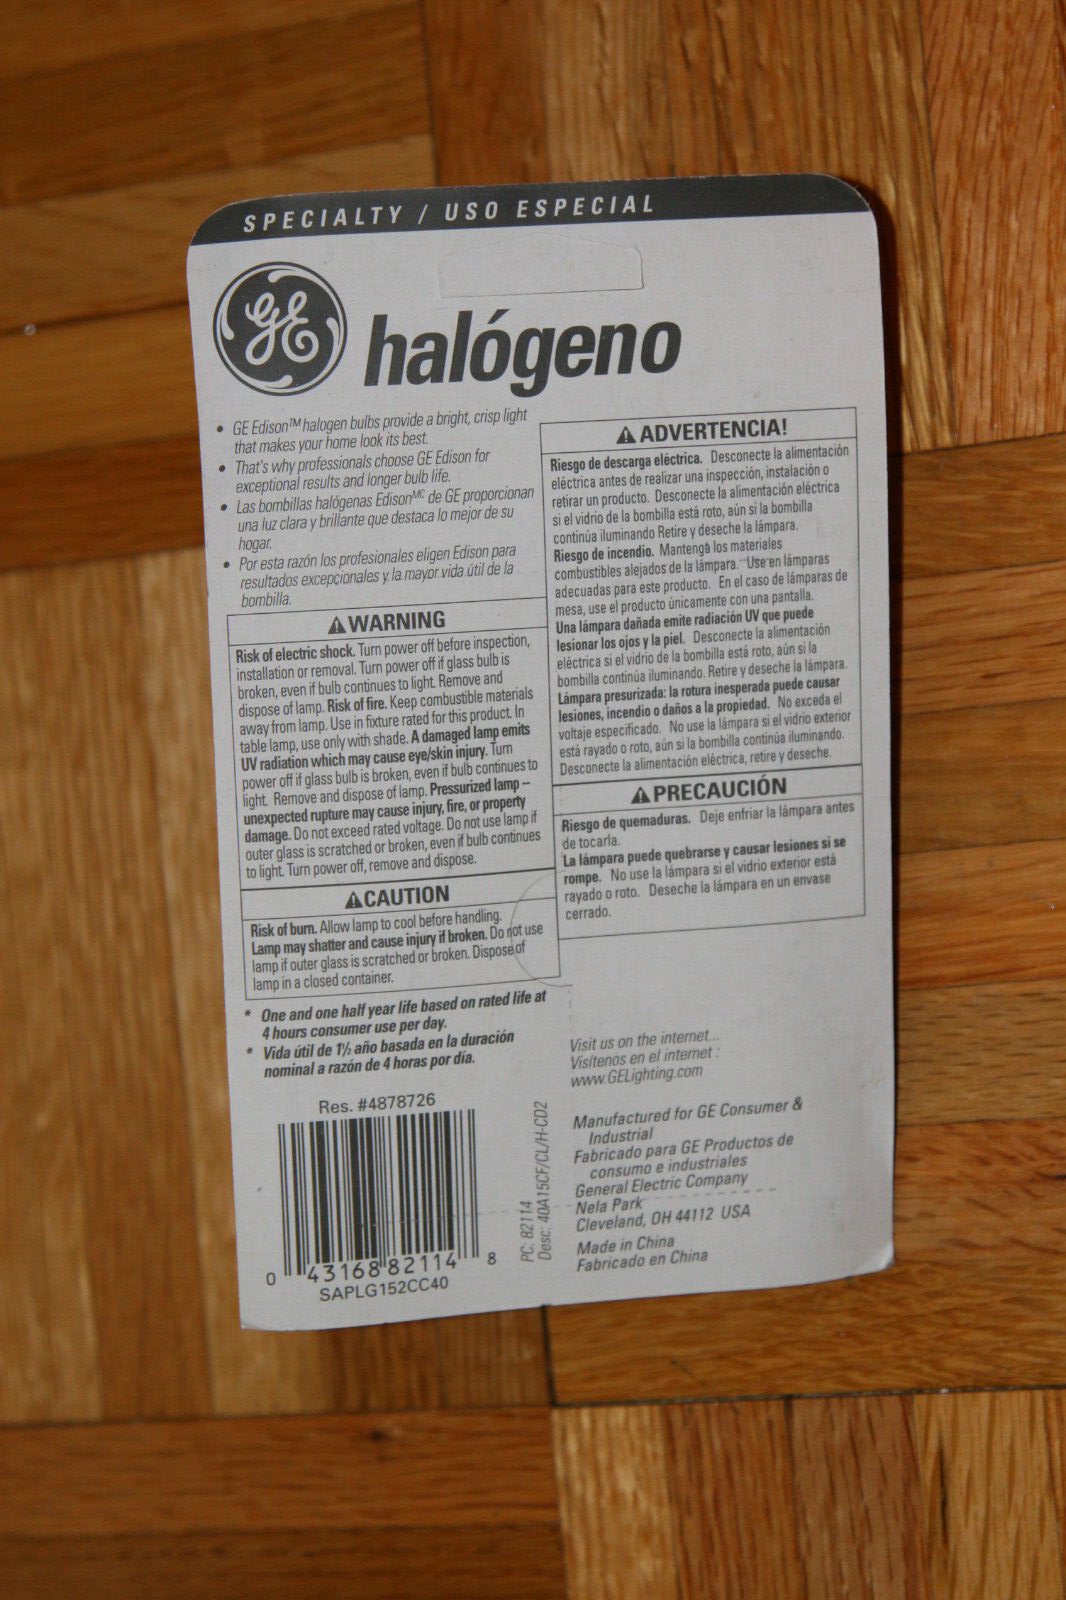 SPECIALTY / USO ESPECIAL
GE
halógeno
• GE Edison™ halogen bulbs provide a bright, crisp light
that makes your home look its best.
• That's why professionals choose GE Edison for
exceptional results and longer bulb life.
• Las bombillas halógenas Edison MC de GE proporcionan
una luz clara y brillante que destaca lo mejor de su
hogar.
• Por esta razón los profesionales eligen Edison para
resultados excepcionales y la mayor vida útil de la
bombilla.
⚠ WARNING
Risk of electric shock. Turn power off before inspection,
installation or removal. Turn power off if glass bulb is
broken, even if bulb continues to light. Remove and
dispose of lamp. Risk of fire. Keep combustible materials
away from lamp. Use in fixture rated for this product. In
table lamp, use only with shade. A damaged lamp emits
UV radiation which may cause eye/skin injury. Turn
power off if glass bulb is broken, even if bulb continues to
light. Remove and dispose of lamp. Pressurized lamp –
unexpected rupture may cause injury, fire, or property
damage. Do not exceed rated voltage. Do not use lamp if
outer glass is scratched or broken, even if bulb continues
to light. Turn power off, remove and dispose.
⚠ CAUTION
Risk of burn. Allow lamp to cool before handling.
Lamp may shatter and cause injury if broken. Do not use
lamp if outer glass is scratched or broken. Dispose of
lamp in a closed container.
* One and one half year life based on rated life at
4 hours consumer use per day.
* Vida útil de 1½ año basada en la duración
nominal a razón de 4 horas por día.
Res. #4878726
0 43168 82114 8
SAPLG152CC40
PC: 82114
Desc: 40A15CF/CL/H-CD2
⚠ ADVERTENCIA!
Riesgo de descarga eléctrica. Desconecte la alimentación
eléctrica antes de realizar una inspección, instalación o
retirar un producto. Desconecte la alimentación eléctrica
si el vidrio de la bombilla está roto, aún si la bombilla
continúa iluminando Retire y deseche la lámpara.
Riesgo de incendio. Mantenga los materiales
combustibles alejados de la lámpara. Use en lámparas
adecuadas para este producto. En el caso de lámparas de
mesa, use el producto únicamente con una pantalla.
Una lámpara dañada emite radiación UV que puede
lesionar los ojos y la piel. Desconecte la alimentación
eléctrica si el vidrio de la bombilla está roto, aún si la
bombilla continúa iluminando. Retire y deseche la lámpara.
Lámpara presurizada: la rotura inesperada puede causar
lesiones, incendio o daños a la propiedad. No exceda el
voltaje especificado. No use la lámpara si el vidrio exterior
está rayado o roto, aún si la bombilla continúa iluminando.
Desconecte la alimentación eléctrica, retire y deseche.
⚠ PRECAUCIÓN
Riesgo de quemaduras. Deje enfriar la lámpara antes
de tocarla.
La lámpara puede quebrarse y causar lesiones si se
rompe. No use la lámpara si el vidrio exterior está
rayado o roto. Deseche la lámpara en un envase
cerrado.
Visit us on the internet...
Visítenos en el internet :
www.GELighting.com
Manufactured for GE Consumer &
Industrial
Fabricado para GE Productos de
consumo e industriales
General Electric Company
Nela Park
Cleveland, OH 44112 USA
Made in China
Fabricado en China